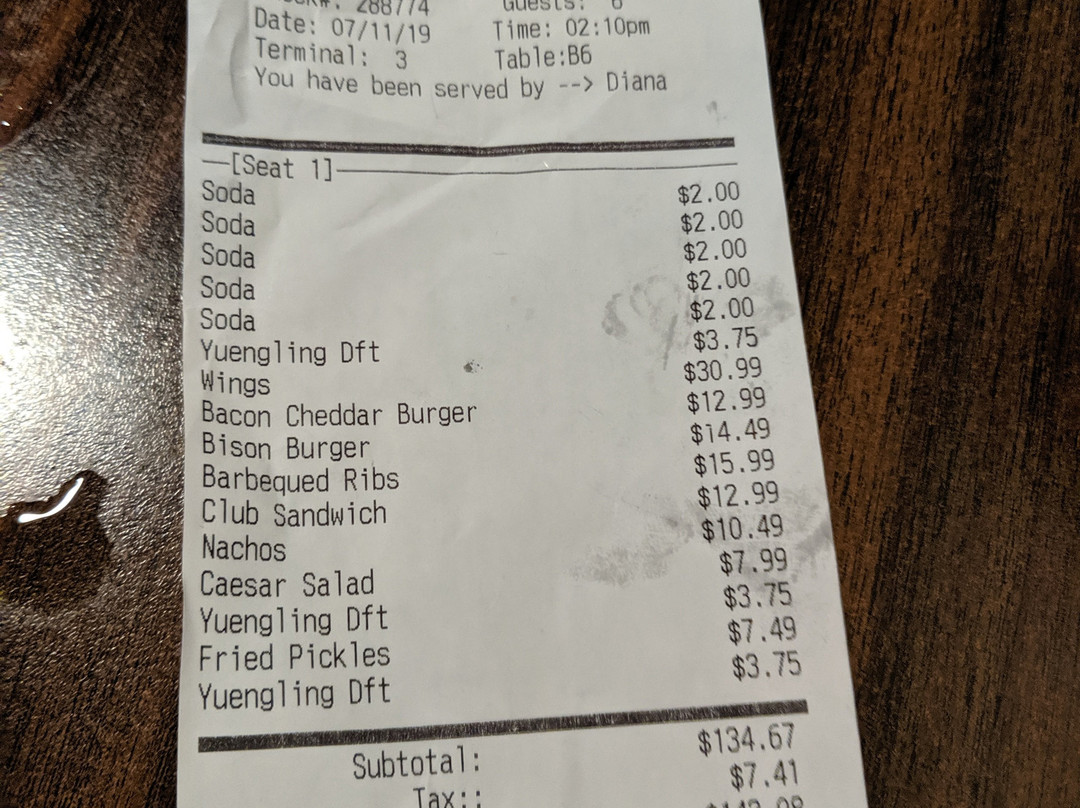 288774 Guests: 6
Date: 07/11/19 Time: 02:10pm
Terminal: 3 Table:B6
You have been served by --> Diana
[Seat 1]
Soda $2.00
Soda $2.00
Soda $2.00
Soda $2.00
Soda $2.00
Yuengling Dft $3.75
Wings $30.99
Bacon Cheddar Burger $12.99
Bison Burger $14.49
Barbequed Ribs $15.99
Club Sandwich $12.99
Nachos $10.49
Caesar Salad $7.99
Yuengling Dft $3.75
Fried Pickles $7.49
Yuengling Dft $3.75
Subtotal: $134.67
Tax:: $7.41